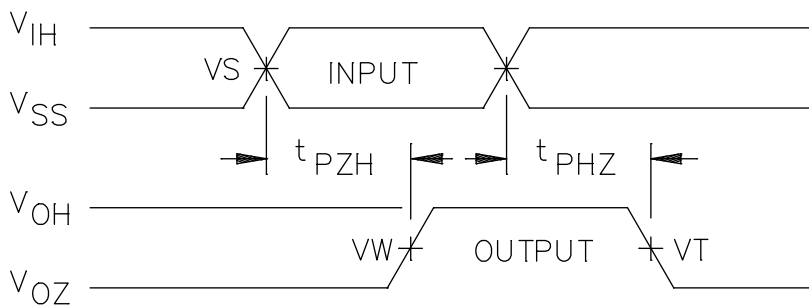 VIH
VS INPUT
VSS
tPZH tPHZ
VOH
VW OUTPUT VT
VOZ